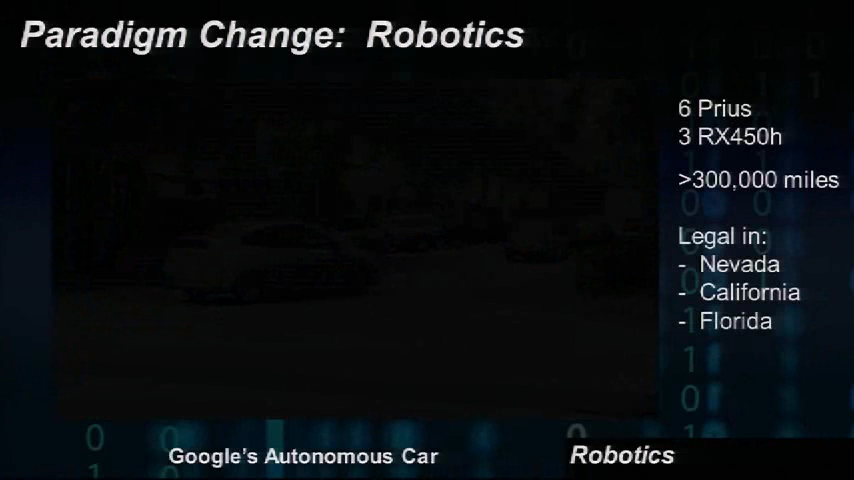 Paradigm Change: Robotics
6 Prius
3 RX450h
>300,000 miles
Legal in:
- Nevada
- California
- Florida
Google's Autonomous Car
Robotics